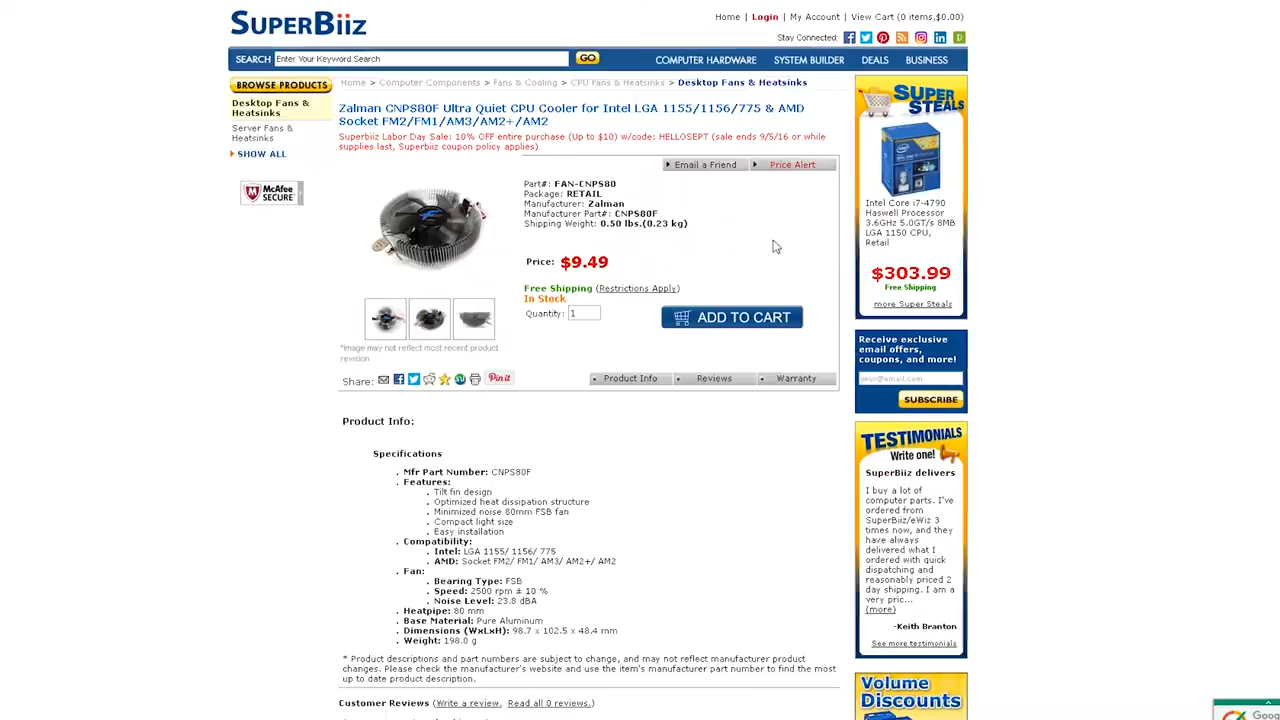 SUPERBIIZ
Home | Login | My Account | View Cart (0 items,$0.00)
Stay Connected:
SEARCH Enter Your Keyword Search GO
COMPUTER HARDWARE SYSTEM BUILDER DEALS BUSINESS
BROWSE PRODUCTS
Desktop Fans &
Heatsinks
Server Fans &
Heatsinks
SHOW ALL
McAfee
SECURE
Home > Computer Components > Fans & Cooling > CPU Fans & Heatsinks > Desktop Fans & Heatsinks
Zalman CNPS80F Ultra Quiet CPU Cooler for Intel LGA 1155/1156/775 & AMD
Socket FM2/FM1/AM3/AM2+/AM2
Superbiiz Labor Day Sale: 10% OFF entire purchase (Up to $10) w/code: HELLOSEPT (sale ends 9/5/16 or while
supplies last, Superbiiz coupon policy applies)
Email a Friend Price Alert
Part#: FAN-CNPS80
Package: RETAIL
Manufacturer: Zalman
Manufacturer Part#: CNPS80F
Shipping Weight: 0.50 lbs.(0.23 kg)
Price: $9.49
Free Shipping (Restrictions Apply)
In Stock
Quantity: 1
ADD TO CART
*Image may not reflect most recent product
revision
Share: Pin it
Product Info Reviews Warranty
Product Info:
Specifications
. Mfr Part Number: CNPS80F
. Features:
. Tilt fin design
. Optimized heat dissipation structure
. Minimized noise 80mm FSB fan
. Compact light size
. Easy installation
. Compatibility:
. Intel: LGA 1155/ 1156/ 775
. AMD: Socket FM2/ FM1/ AM3/ AM2+/ AM2
. Fan:
. Bearing Type: FSB
. Speed: 2500 rpm ± 10 %
. Noise Level: 23.8 dBA
. Heatpipe: 80 mm
. Base Material: Pure Aluminum
. Dimensions (WxLxH): 98.7 x 102.5 x 48.4 mm
. Weight: 198.0 g
* Product descriptions and part numbers are subject to change, and may not reflect manufacturer product
changes. Please check the manufacturer's website and use the item's manufacturer part number to find the most
up to date product description.
Customer Reviews (Write a review. Read all 0 reviews.)
SUPER
STEALS
Intel Core i7-4790
Haswell Processor
3.6GHz 5.0GT/s 8MB
LGA 1150 CPU,
Retail
$303.99
Free Shipping
more Super Steals
Receive exclusive
email offers,
coupons, and more!
your@email.com
SUBSCRIBE
TESTIMONIALS
Write one!
SuperBiiz delivers
I buy a lot of
computer parts. I've
ordered from
SuperBiiz/eWiz 3
times now, and they
have always
delivered what I
ordered with quick
dispatching and
reasonably priced 2
day shipping. I am a
very pric...
(more)
-Keith Branton
See more testimonials
Volume
Discounts
Goog